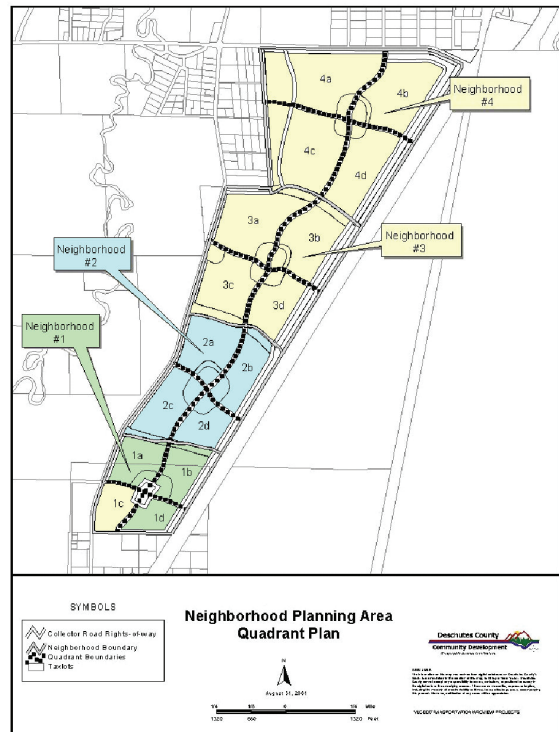 4a
4b
Neighborhood
#4
4c
4d
3a
3b
Neighborhood
#2
Neighborhood
#3
3c
3d
Neighborhood
#1
2a
2b
2c
2d
1a
1b
1c
1d
SYMBOLS
Collector Road Rights-of-way
Neighborhood Boundary
Quadrant Boundaries
Taxlots
Neighborhood Planning Area
Quadrant Plan
N
August 31, 2001
Deschutes County
Community Development
1320
660
1320